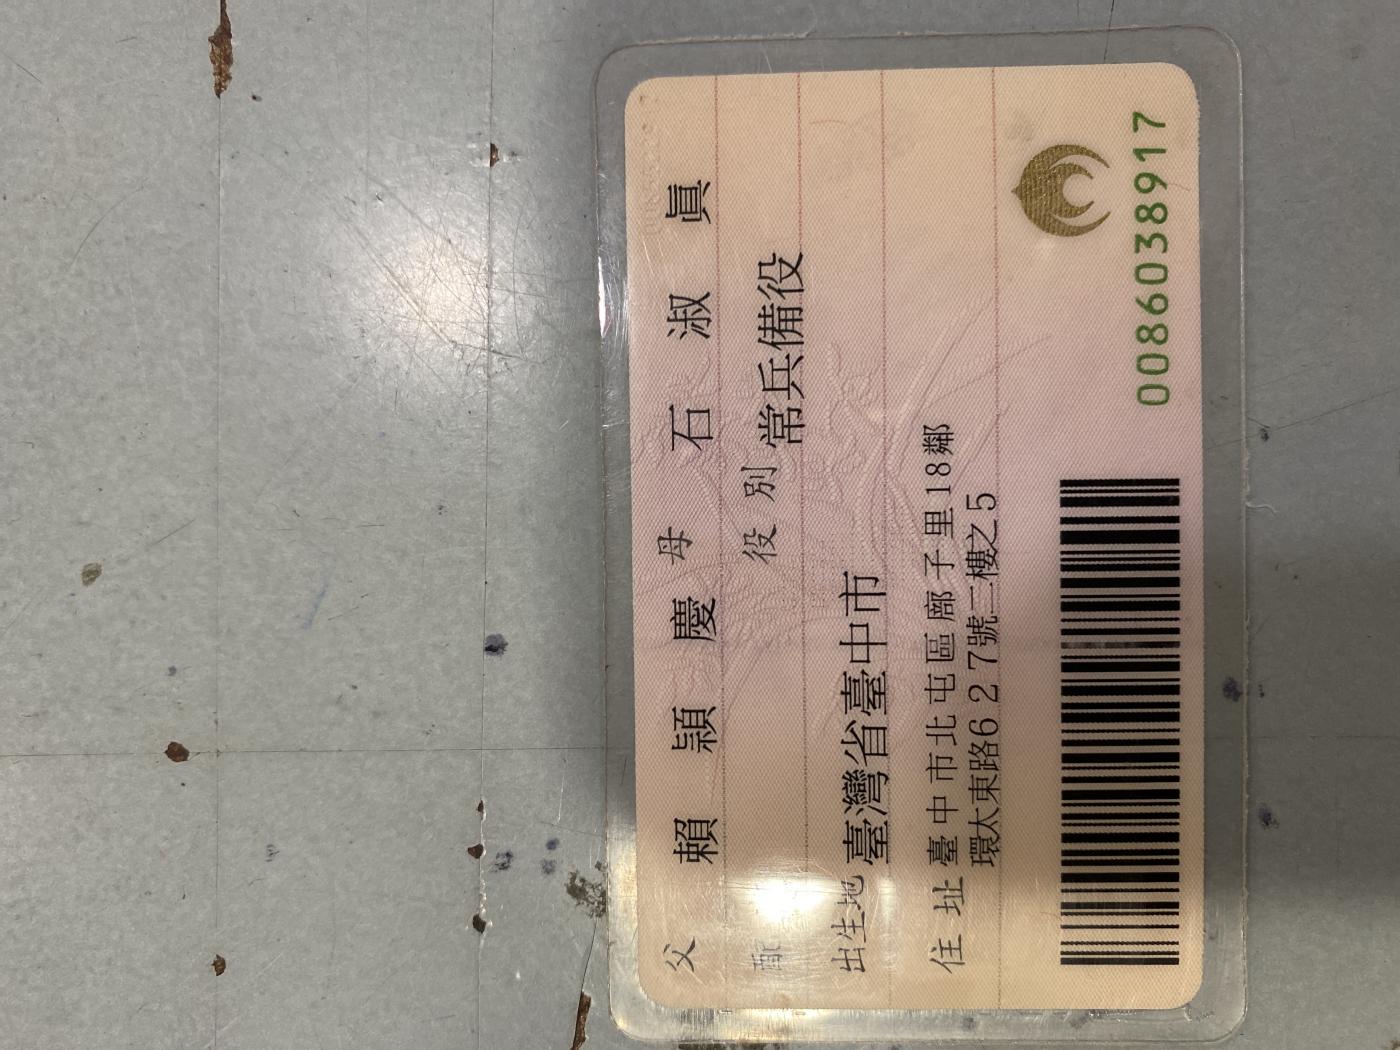 父 賴穎慶 母 石淑眞
配 役別 常兵備役
出生地 臺灣省臺中市
住址 臺中市北屯區廍子里18鄰
環太東路627號二樓之5
0086038917